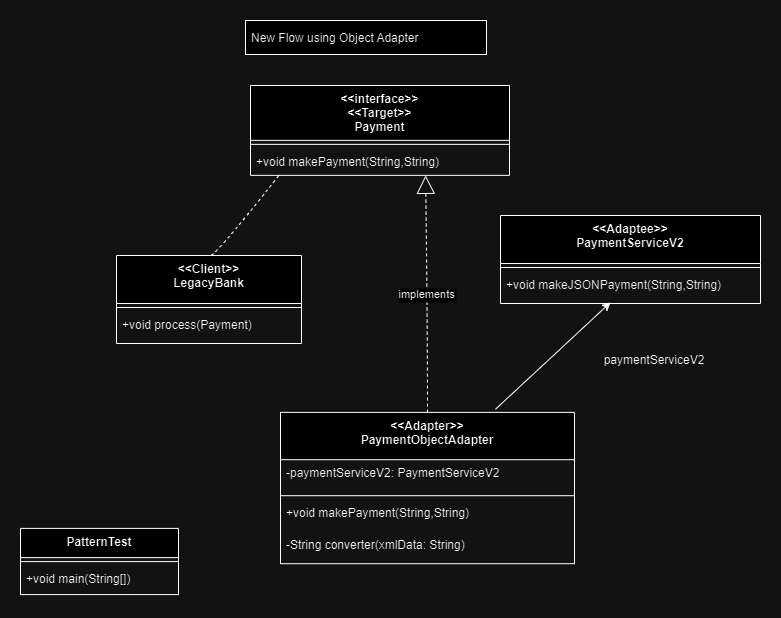 New Flow using Object Adapter
<<interface>>
<<Target>>
Payment
+void makePayment(String,String)
<<Adaptee>>
PaymentServiceV2
+void makeJSONPayment(String,String)
<<Client>>
LegacyBank
+void process(Payment)
implements
paymentServiceV2
<<Adapter>>
PaymentObjectAdapter
-paymentServiceV2: PaymentServiceV2
+void makePayment(String,String)
-String converter(xmlData: String)
PatternTest
+void main(String[])